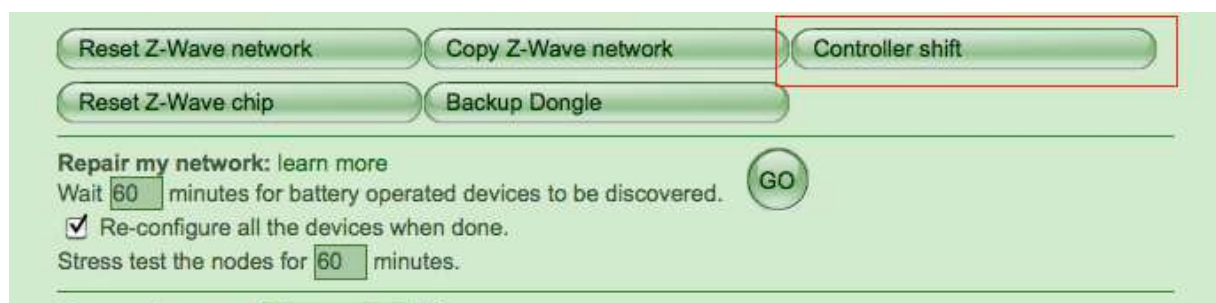 Reset Z-Wave network Copy Z-Wave network Controller shift
Reset Z-Wave chip Backup Dongle
Repair my network: learn more
Wait 60 minutes for battery operated devices to be discovered. GO
Re-configure all the devices when done.
Stress test the nodes for 60 minutes.